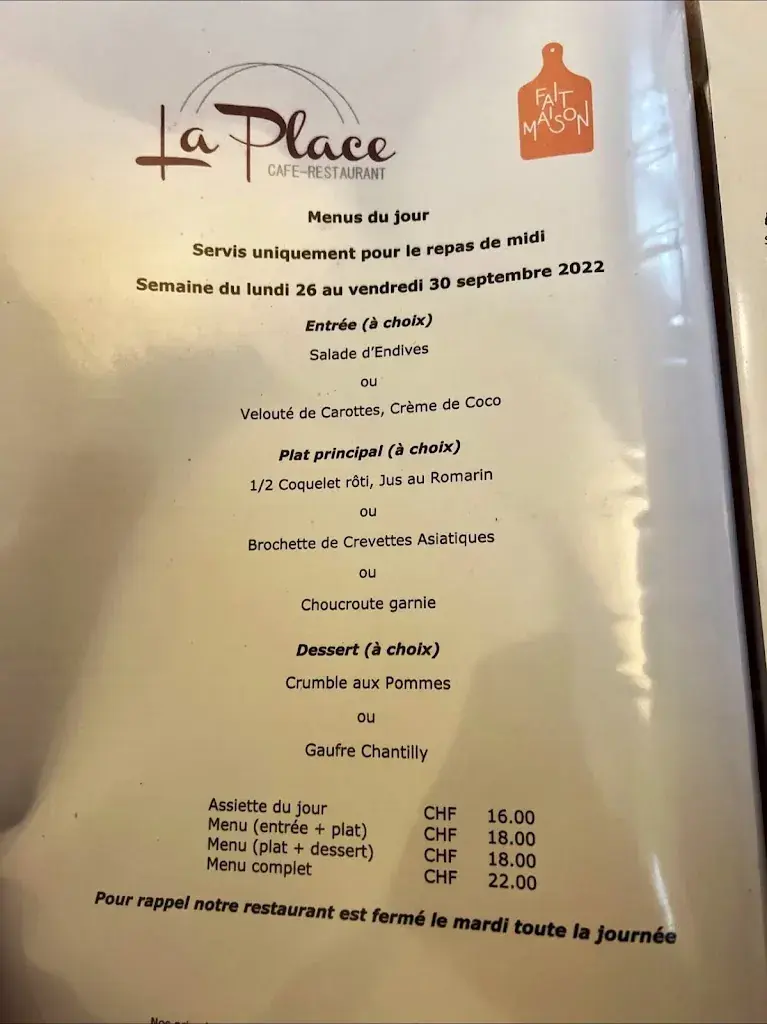 La Place
CAFE-RESTAURANT
FAIT
MAISON
Menus du jour
Servis uniquement pour le repas de midi
Semaine du lundi 26 au vendredi 30 septembre 2022
Entrée (à choix)
Salade d'Endives
ou
Velouté de Carottes, Crème de Coco
Plat principal (à choix)
1/2 Coquelet rôti, Jus au Romarin
ou
Brochette de Crevettes Asiatiques
ou
Choucroute garnie
Dessert (à choix)
Crumble aux Pommes
ou
Gaufre Chantilly
Assiette du jour CHF 16.00
Menu (entrée + plat) CHF 18.00
Menu (plat + dessert) CHF 18.00
Menu complet CHF 22.00
Pour rappel notre restaurant est fermé le mardi toute la journée